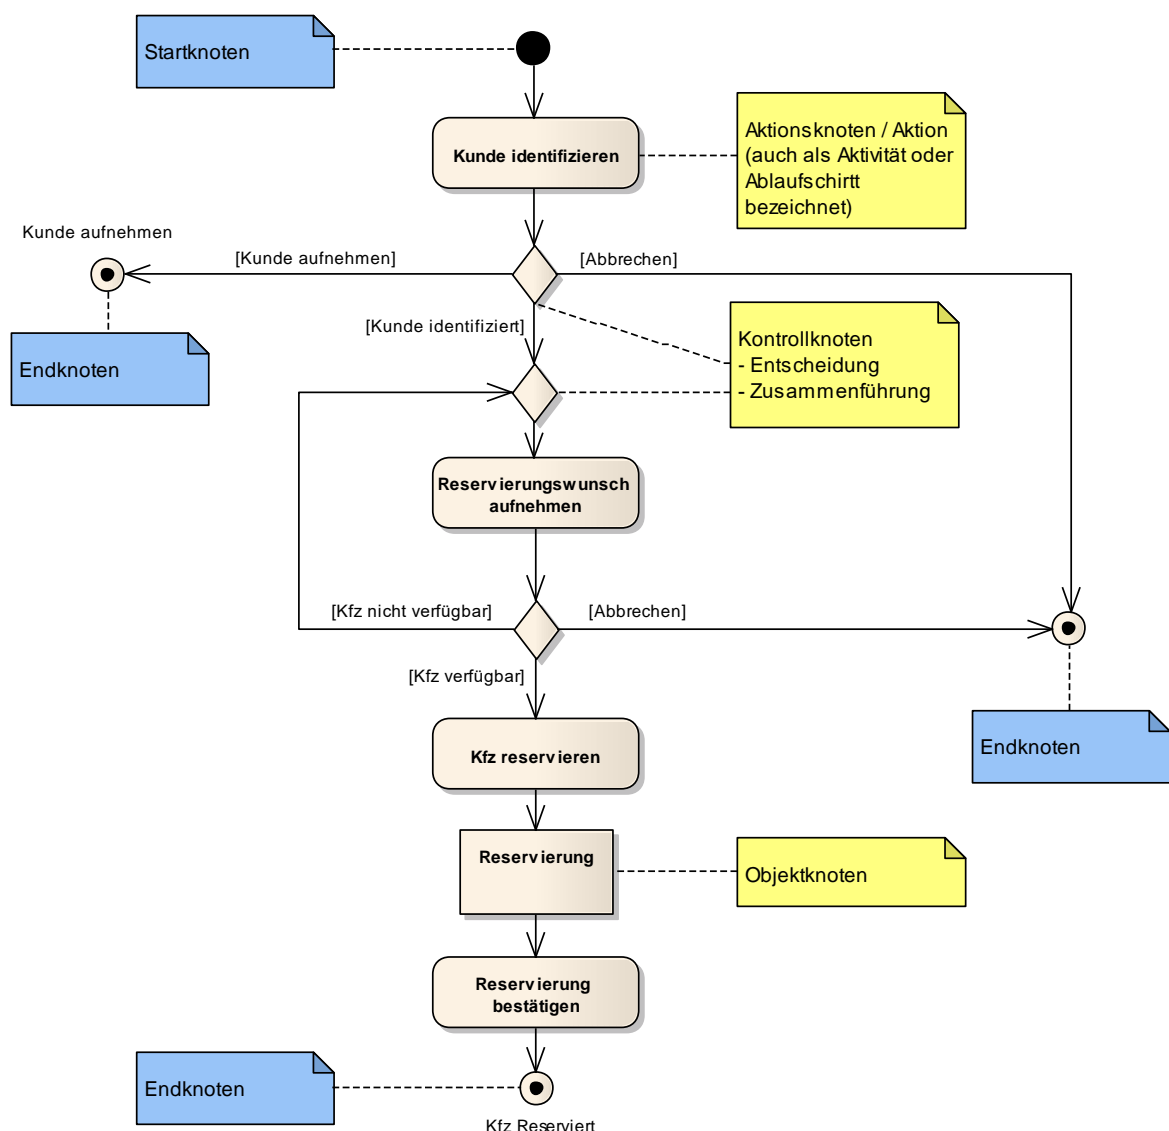 Startknoten
Kunde identifizieren
Aktionsknoten / Aktion
(auch als Aktivität oder
Ablaufschirtt
bezeichnet)
Kunde aufnehmen
[Kunde aufnehmen]
[Abbrechen]
Endknoten
[Kunde identifiziert]
Kontrollknoten
- Entscheidung
- Zusammenführung
Reservierungswunsch
aufnehmen
[Kfz nicht verfügbar]
[Abbrechen]
[Kfz verfügbar]
Kfz reservieren
Endknoten
Reservierung
Objektknoten
Reservierung
bestätigen
Endknoten
Kfz Reserviert